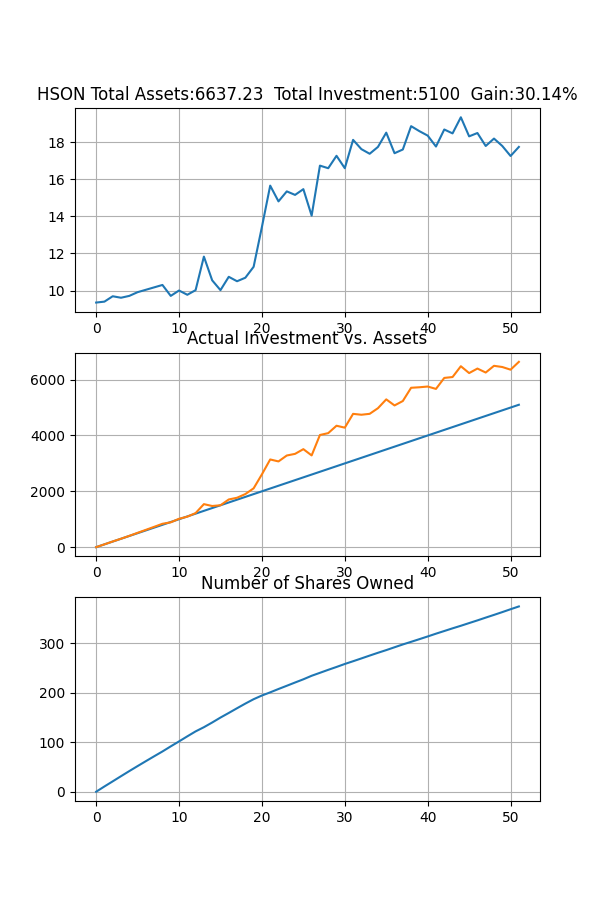 HSON Total Assets:6637.23  Total Investment:5100  Gain:30.14%
18
16
14
12
10
0 10 20 30 40 50
Actual Investment vs. Assets
6000
4000
2000
0
0 10 20 30 40 50
Number of Shares Owned
300
200
100
0
0 10 20 30 40 50